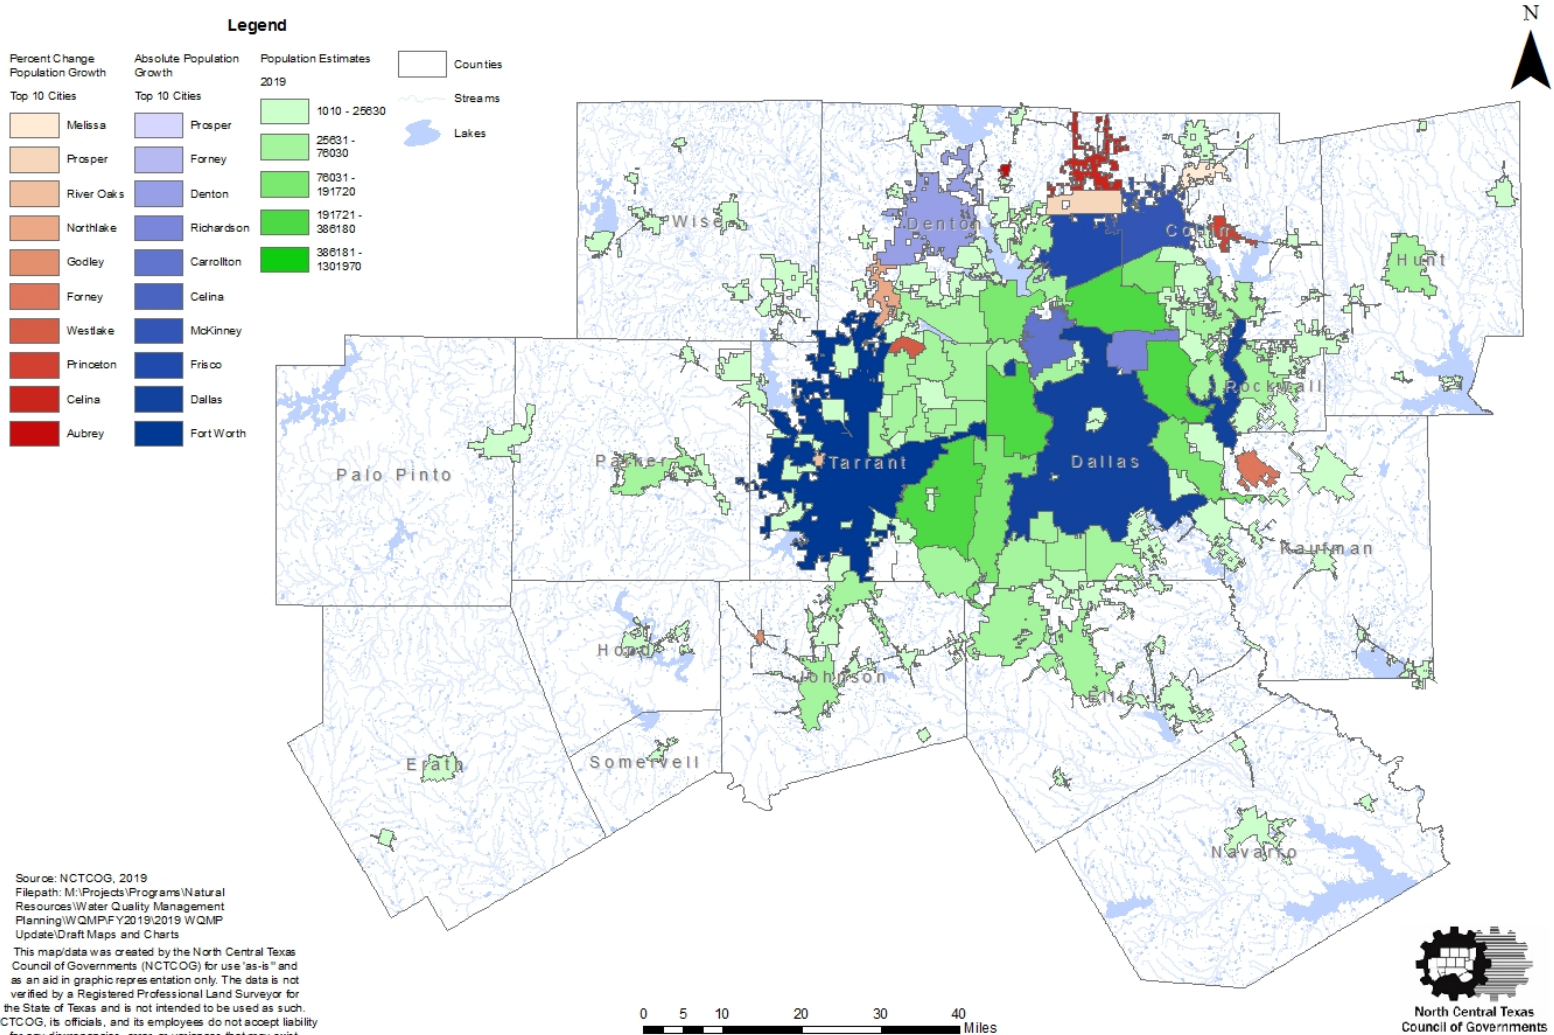 Legend
Percent Change
Population Growth
Top 10 Cities
Melissa
Prosper
River Oaks
Northlake
Godley
Forney
Westlake
Princeton
Celina
Aubrey
Absolute Population
Growth
Top 10 Cities
Prosper
Forney
Denton
Richardson
Carrollton
Celina
McKinney
Frisco
Dallas
Fort Worth
Population Estimates
2019
1010 - 25630
25631 -
76030
76031 -
191720
191721 -
386180
386181 -
1301970
Counties
Streams
Lakes
N
Wise
Denton
Collin
Hunt
Palo Pinto
Parker
Tarrant
Dallas
Rockwall
Kaufman
Hood
Johnson
Ellis
Erath
Somervell
Navarro
Source: NCTCOG, 2019
Filepath: M:\Projects\Programs\Natural
Resources\Water Quality Management
Planning\WQMP\FY2019\2019 WQMP
Update\Draft Maps and Charts
This map/data was created by the North Central Texas
Council of Governments (NCTCOG) for use 'as-is" and
as an aid in graphic representation only. The data is not
verified by a Registered Professional Land Surveyor for
the State of Texas and is not intended to be used as such.
CTCOG, its officials, and its employees do not accept liability
0 5 10 20 30 40
Miles
North Central Texas
Council of Governments